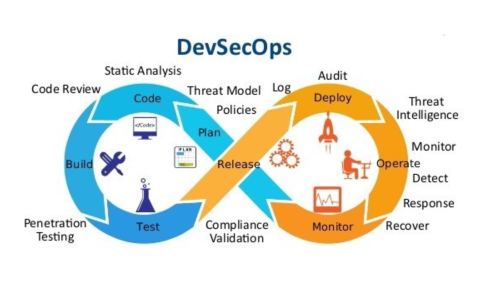 DevSecOps
Static Analysis
Code Review
Code
Threat Model
Policies
Plan
Log
Audit
Deploy
Threat
Intelligence
Monitor
Operate
Detect
Response
Recover
Build
</Codex
PLAN
Release
Penetration
Testing
Test
Compliance
Validation
Monitor